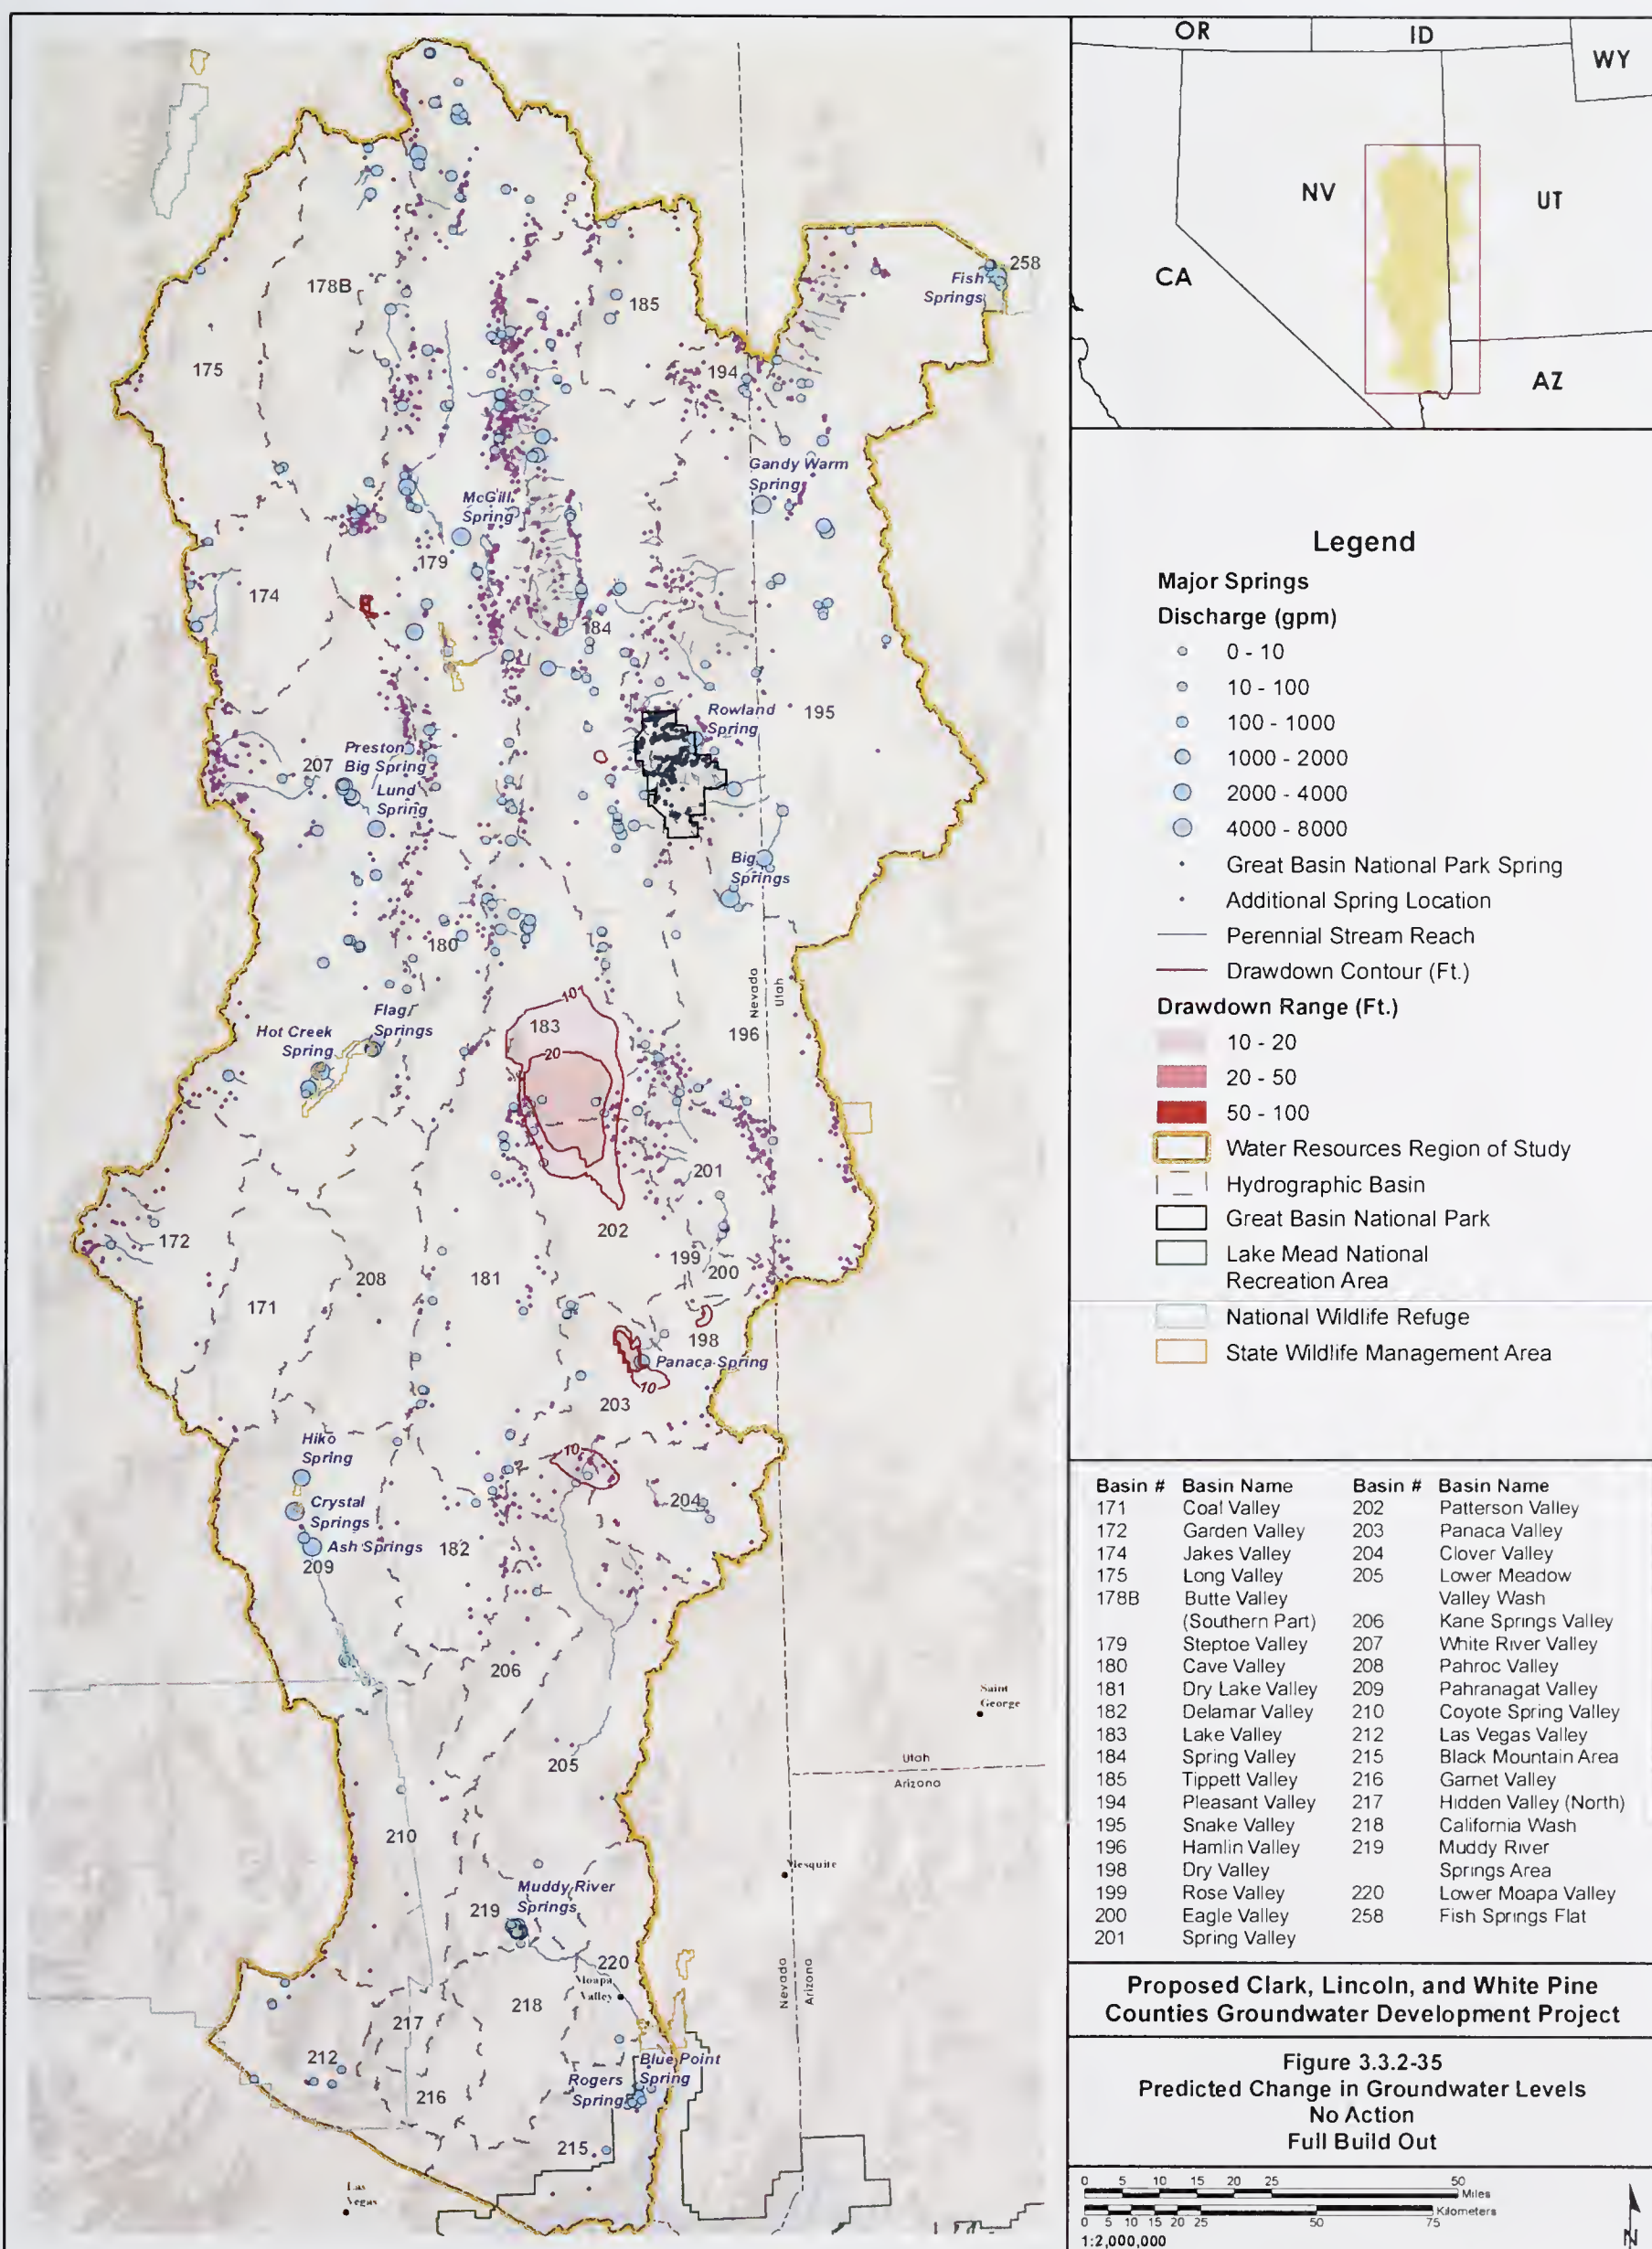 OR
ID
WY
NV
UT
CA
AZ
258
Fish
Springs
178B
185
175
194
Gandy Warm
Spring
McGill
Spring
179
174
184
Rowland
Spring
195
Preston
Big Spring
207
Lund
Spring
Big
Springs
180
Nevada
Utah
Flag
Springs
10
183
Hot Creek
Spring
196
20
201
202
172
199
200
208
181
171
198
Panaca Spring
10
203
Hiko
Spring
10
Crystal
Springs
204
Ash Springs
182
209
206
Saint
George
205
Utah
Arizona
210
Mesquite
Muddy River
Springs
219
220
Moapa
Valley
Nevada
Arizona
218
217
212
Blue Point
Spring
Rogers
Spring
216
215
Las
Vegas
Legend
Major Springs
Discharge (gpm)
0 - 10
10 - 100
100 - 1000
1000 - 2000
2000 - 4000
4000 - 8000
Great Basin National Park Spring
Additional Spring Location
Perennial Stream Reach
Drawdown Contour (Ft.)
Drawdown Range (Ft.)
10 - 20
20 - 50
50 - 100
Water Resources Region of Study
Hydrographic Basin
Great Basin National Park
Lake Mead National
Recreation Area
National Wildlife Refuge
State Wildlife Management Area
Basin # Basin Name Basin # Basin Name
171 Coal Valley 202 Patterson Valley
172 Garden Valley 203 Panaca Valley
174 Jakes Valley 204 Clover Valley
175 Long Valley 205 Lower Meadow
178B Butte Valley Valley Wash
(Southern Part) 206 Kane Springs Valley
179 Steptoe Valley 207 White River Valley
180 Cave Valley 208 Pahroc Valley
181 Dry Lake Valley 209 Pahranagat Valley
182 Delamar Valley 210 Coyote Spring Valley
183 Lake Valley 212 Las Vegas Valley
184 Spring Valley 215 Black Mountain Area
185 Tippett Valley 216 Garnet Valley
194 Pleasant Valley 217 Hidden Valley (North)
195 Snake Valley 218 California Wash
196 Hamlin Valley 219 Muddy River
198 Dry Valley Springs Area
199 Rose Valley 220 Lower Moapa Valley
200 Eagle Valley 258 Fish Springs Flat
201 Spring Valley
Proposed Clark, Lincoln, and White Pine
Counties Groundwater Development Project
Figure 3.3.2-35
Predicted Change in Groundwater Levels
No Action
Full Build Out
0 5 10 15 20 25 50
Miles
Kilometers
0 5 10 15 20 25 50 75
1:2,000,000
N